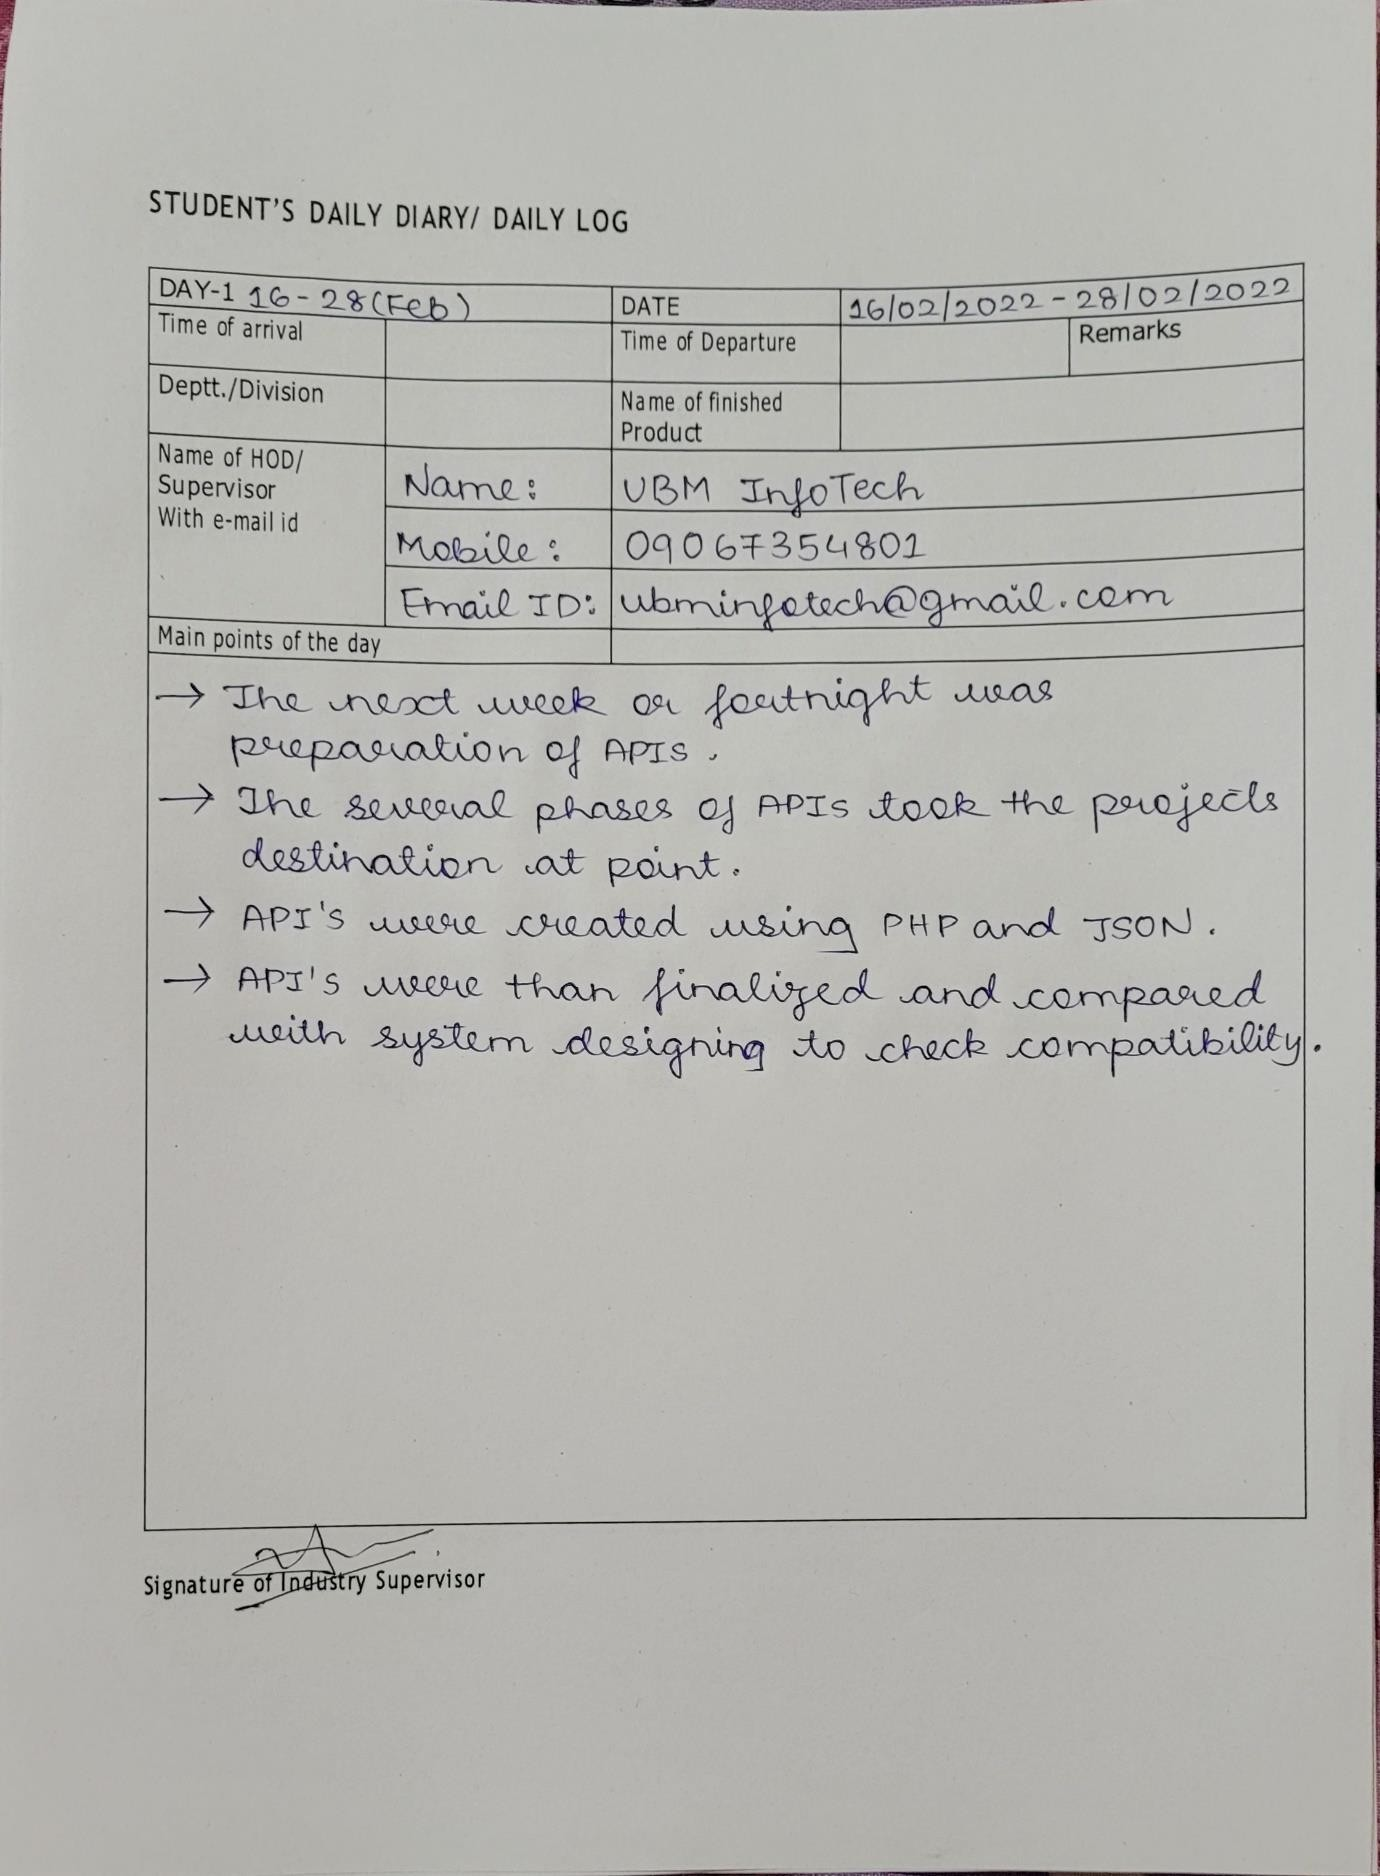 STUDENT'S DAILY DIARY/ DAILY LOG
DAY-1 16-28(Feb) DATE 16/02/2022-28/02/2022
Time of arrival Time of Departure Remarks
Deptt./Division Name of finished
Product
Name of HOD/
Supervisor
With e-mail id
Name: UBM InfoTech
Mobile: 09067354801
Email ID: ubminfotech@gmail.com
Main points of the day
→ The next week or fortnight was
preparation of APIS.
→ The several phases of APIs took the projects
destination at point.
→ API's were created using PHP and JSON.
→ API's were than finalized and compared
with system designing to check compatibility.
Signature of Industry Supervisor